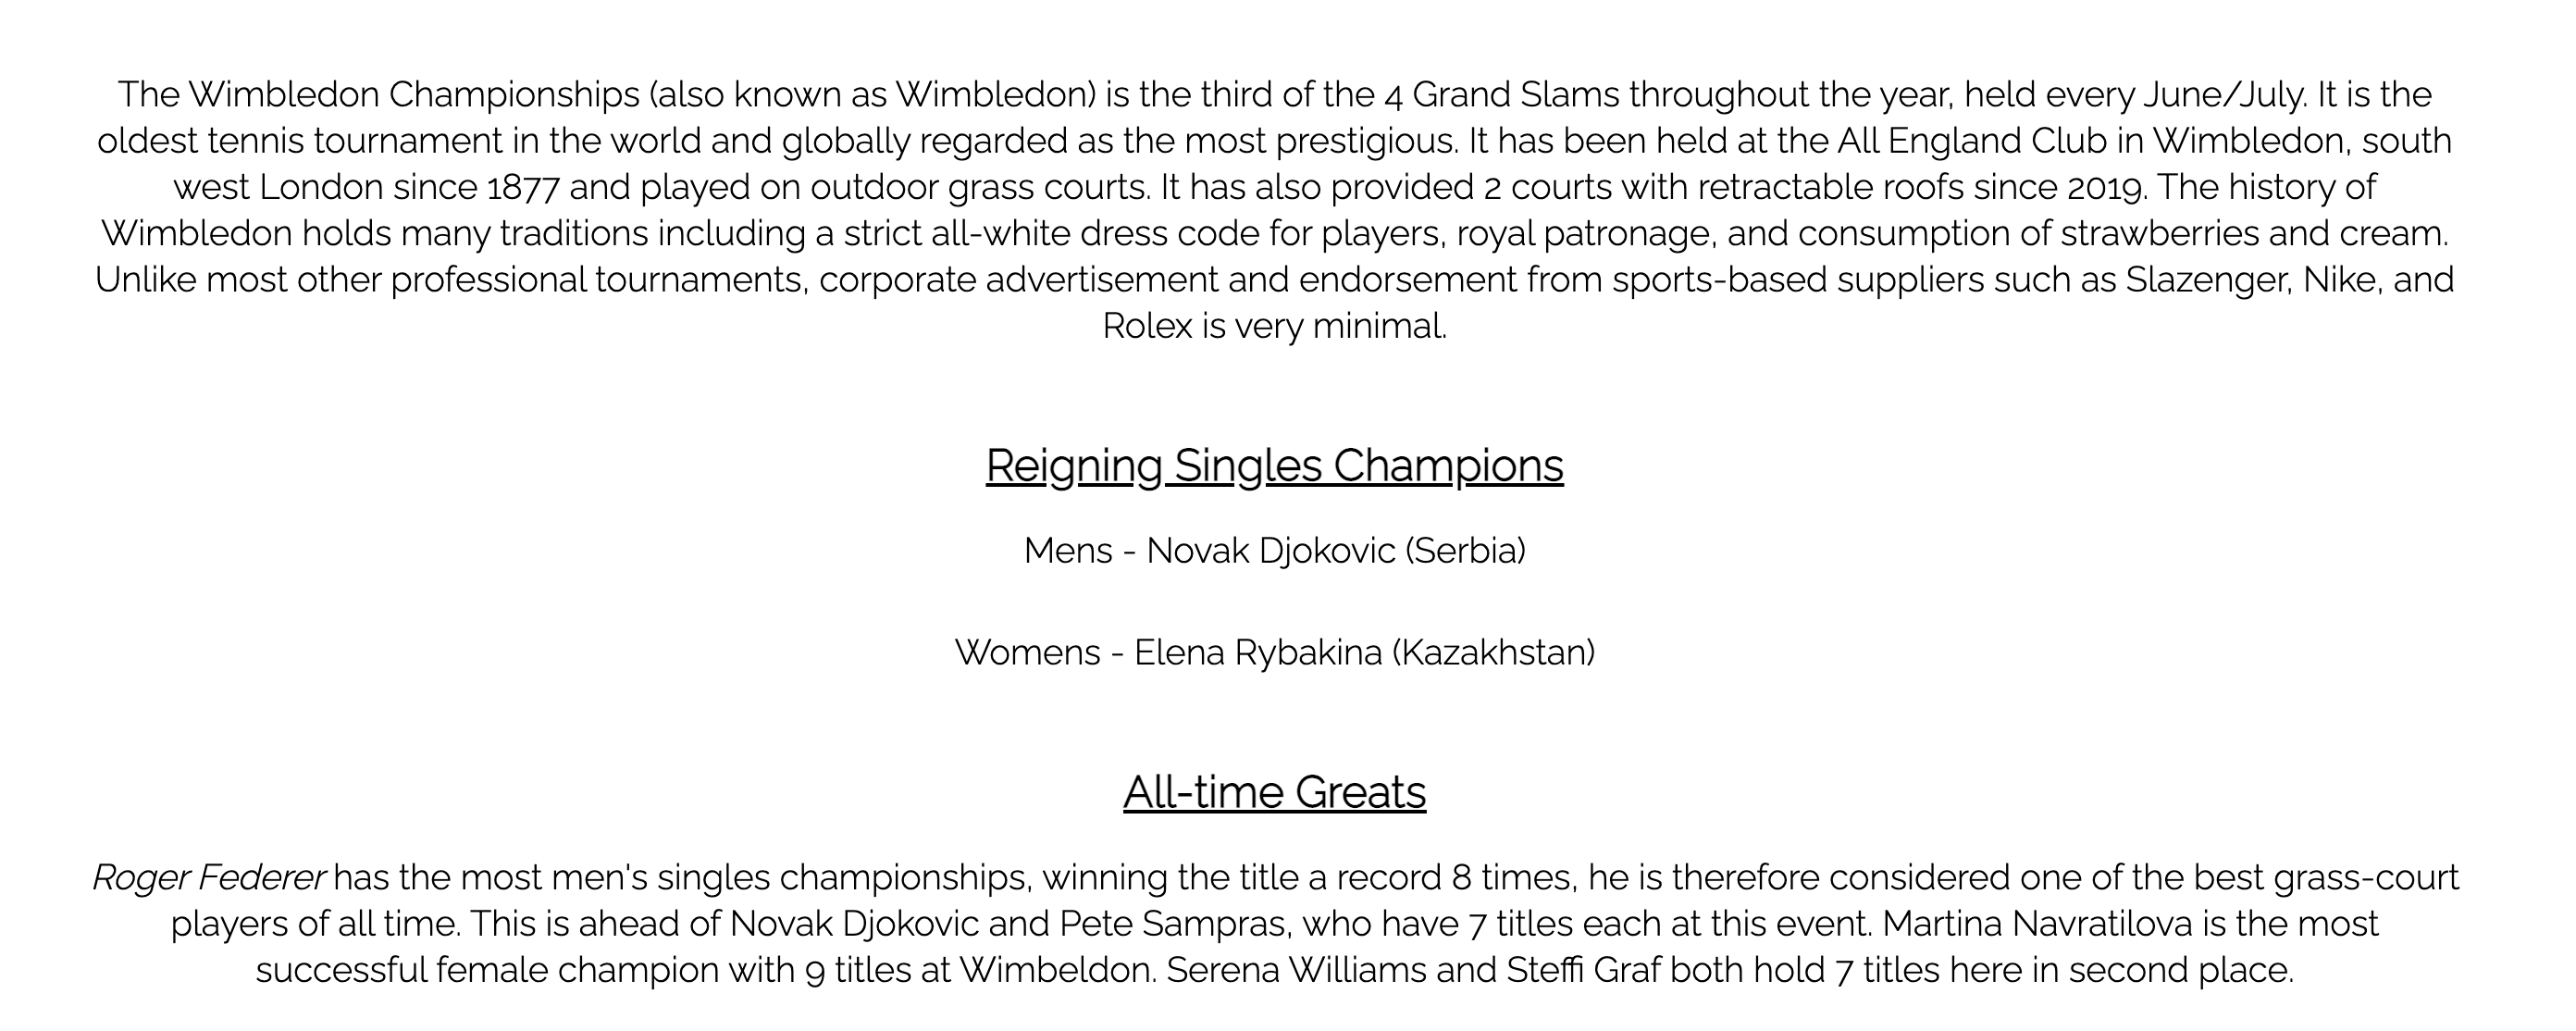 The Wimbledon Championships (also known as Wimbledon) is the third of the 4 Grand Slams throughout the year, held every June/July. It is the
oldest tennis tournament in the world and globally regarded as the most prestigious. It has been held at the All England Club in Wimbledon, south
west London since 1877 and played on outdoor grass courts. It has also provided 2 courts with retractable roofs since 2019. The history of
Wimbledon holds many traditions including a strict all-white dress code for players, royal patronage, and consumption of strawberries and cream.
Unlike most other professional tournaments, corporate advertisement and endorsement from sports-based suppliers such as Slazenger, Nike, and
Rolex is very minimal.
Reigning Singles Champions
Mens - Novak Djokovic (Serbia)
Womens - Elena Rybakina (Kazakhstan)
All-time Greats
Roger Federer has the most men's singles championships, winning the title a record 8 times, he is therefore considered one of the best grass-court
players of all time. This is ahead of Novak Djokovic and Pete Sampras, who have 7 titles each at this event. Martina Navratilova is the most
successful female champion with 9 titles at Wimbeldon. Serena Williams and Steffi Graf both hold 7 titles here in second place.